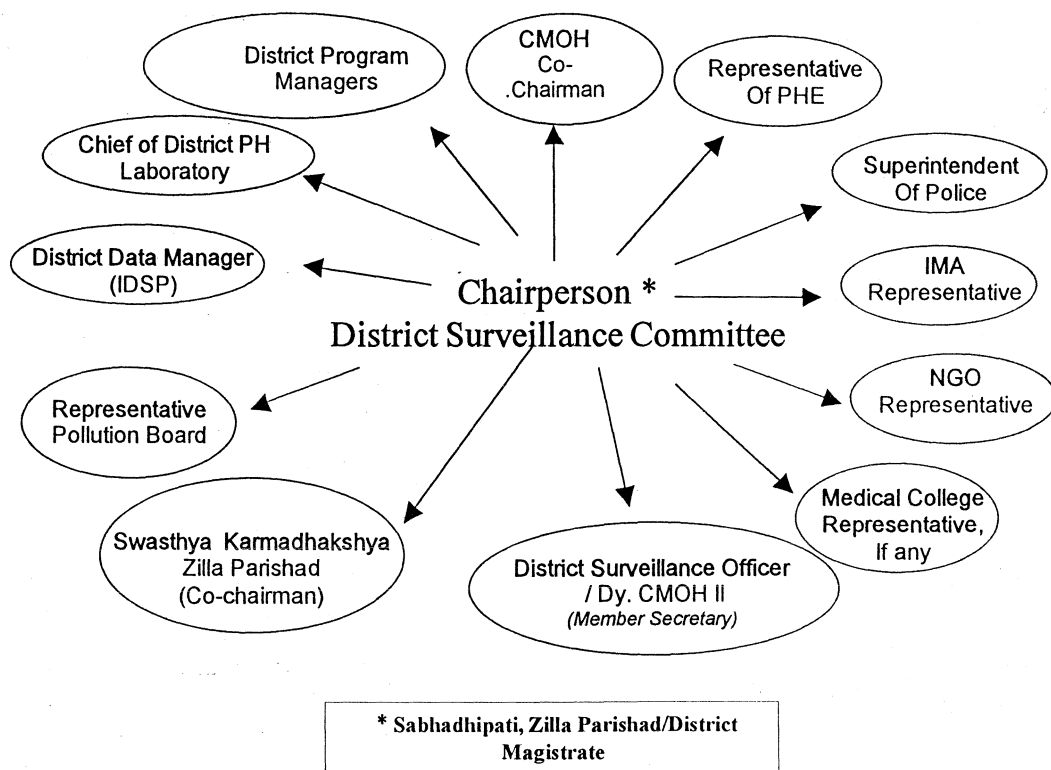 District Program
Managers
CMOH
Co-
.Chairman
Representative
Of PHE
Chief of District PH
Laboratory
Superintendent
Of Police
District Data Manager
(IDSP)
IMA
Representative
Chairperson *
District Surveillance Committee
Representative
Pollution Board
NGO
Representative
Swasthya Karmadhakshya
Zilla Parishad
(Co-chairman)
District Surveillance Officer
/ Dy. CMOH II
(Member Secretary)
Medical College
Representative,
If any
* Sabhadhipati, Zilla Parishad/District
Magistrate